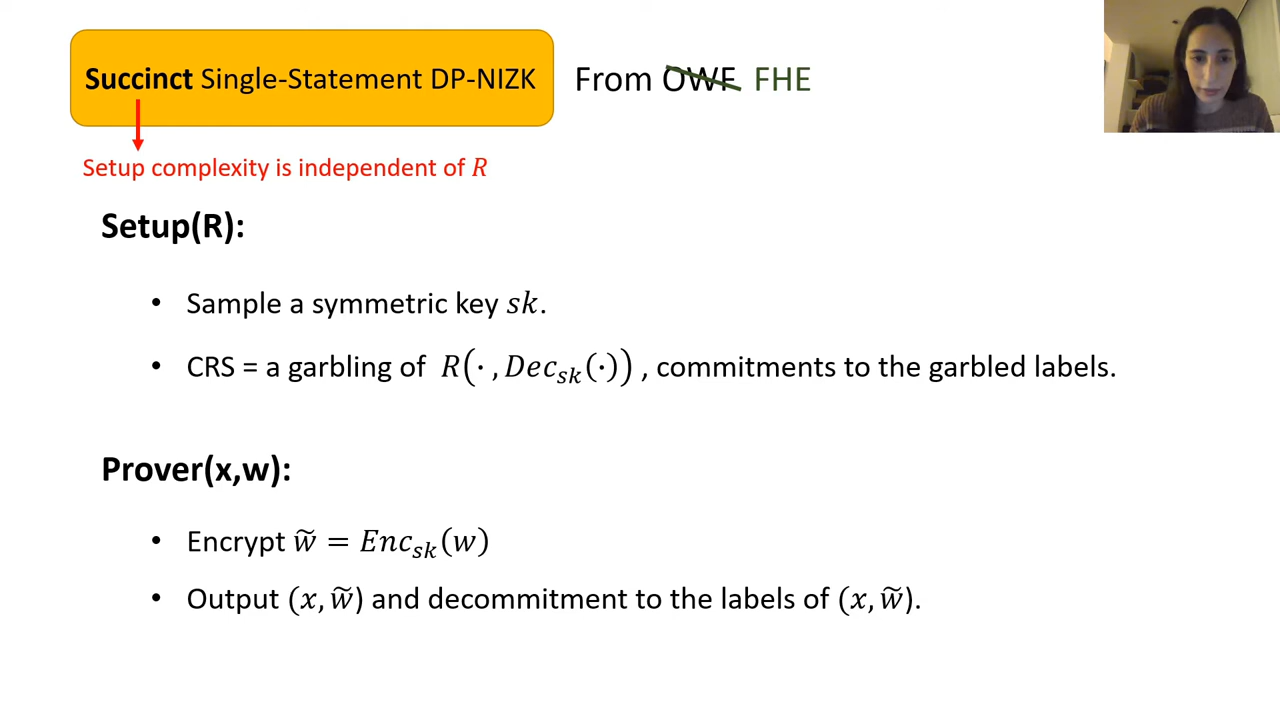 Succinct Single-Statement DP-NIZK From OWF FHE
Setup complexity is independent of R
Setup(R):
• Sample a symmetric key sk.
• CRS = a garbling of R(· , Dec_sk(·)) , commitments to the garbled labels.
Prover(x,w):
• Encrypt w̃ = Enc_sk(w)
• Output (x, w̃) and decommitment to the labels of (x, w̃).